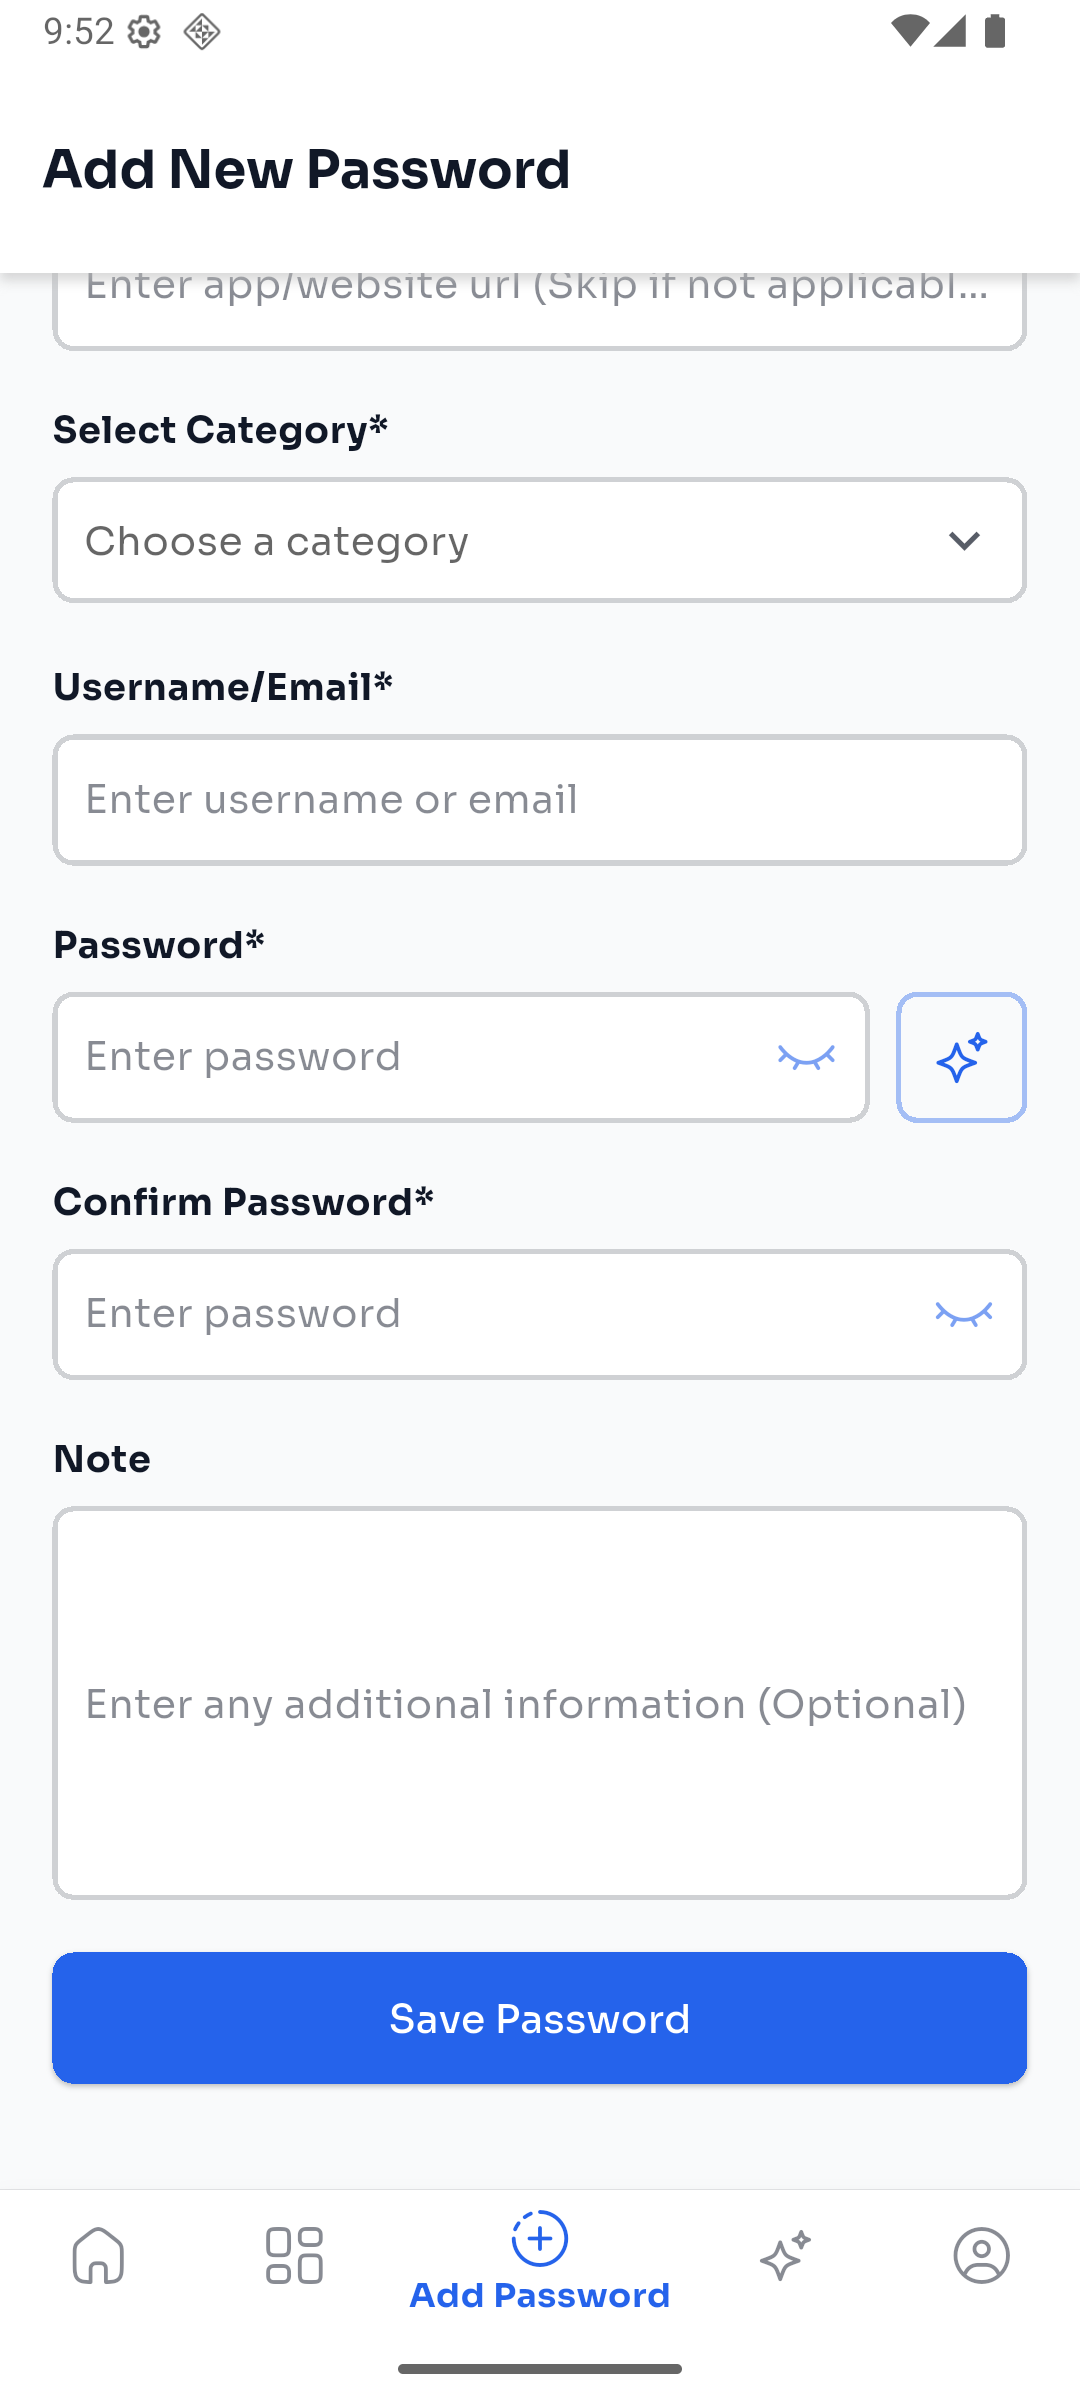 9:52
Add New Password
Enter app/website url (Skip if not applicabl...
Select Category*
Choose a category
Username/Email*
Enter username or email
Password*
Enter password
Confirm Password*
Enter password
Note
Enter any additional information (Optional)
Save Password
Add Password